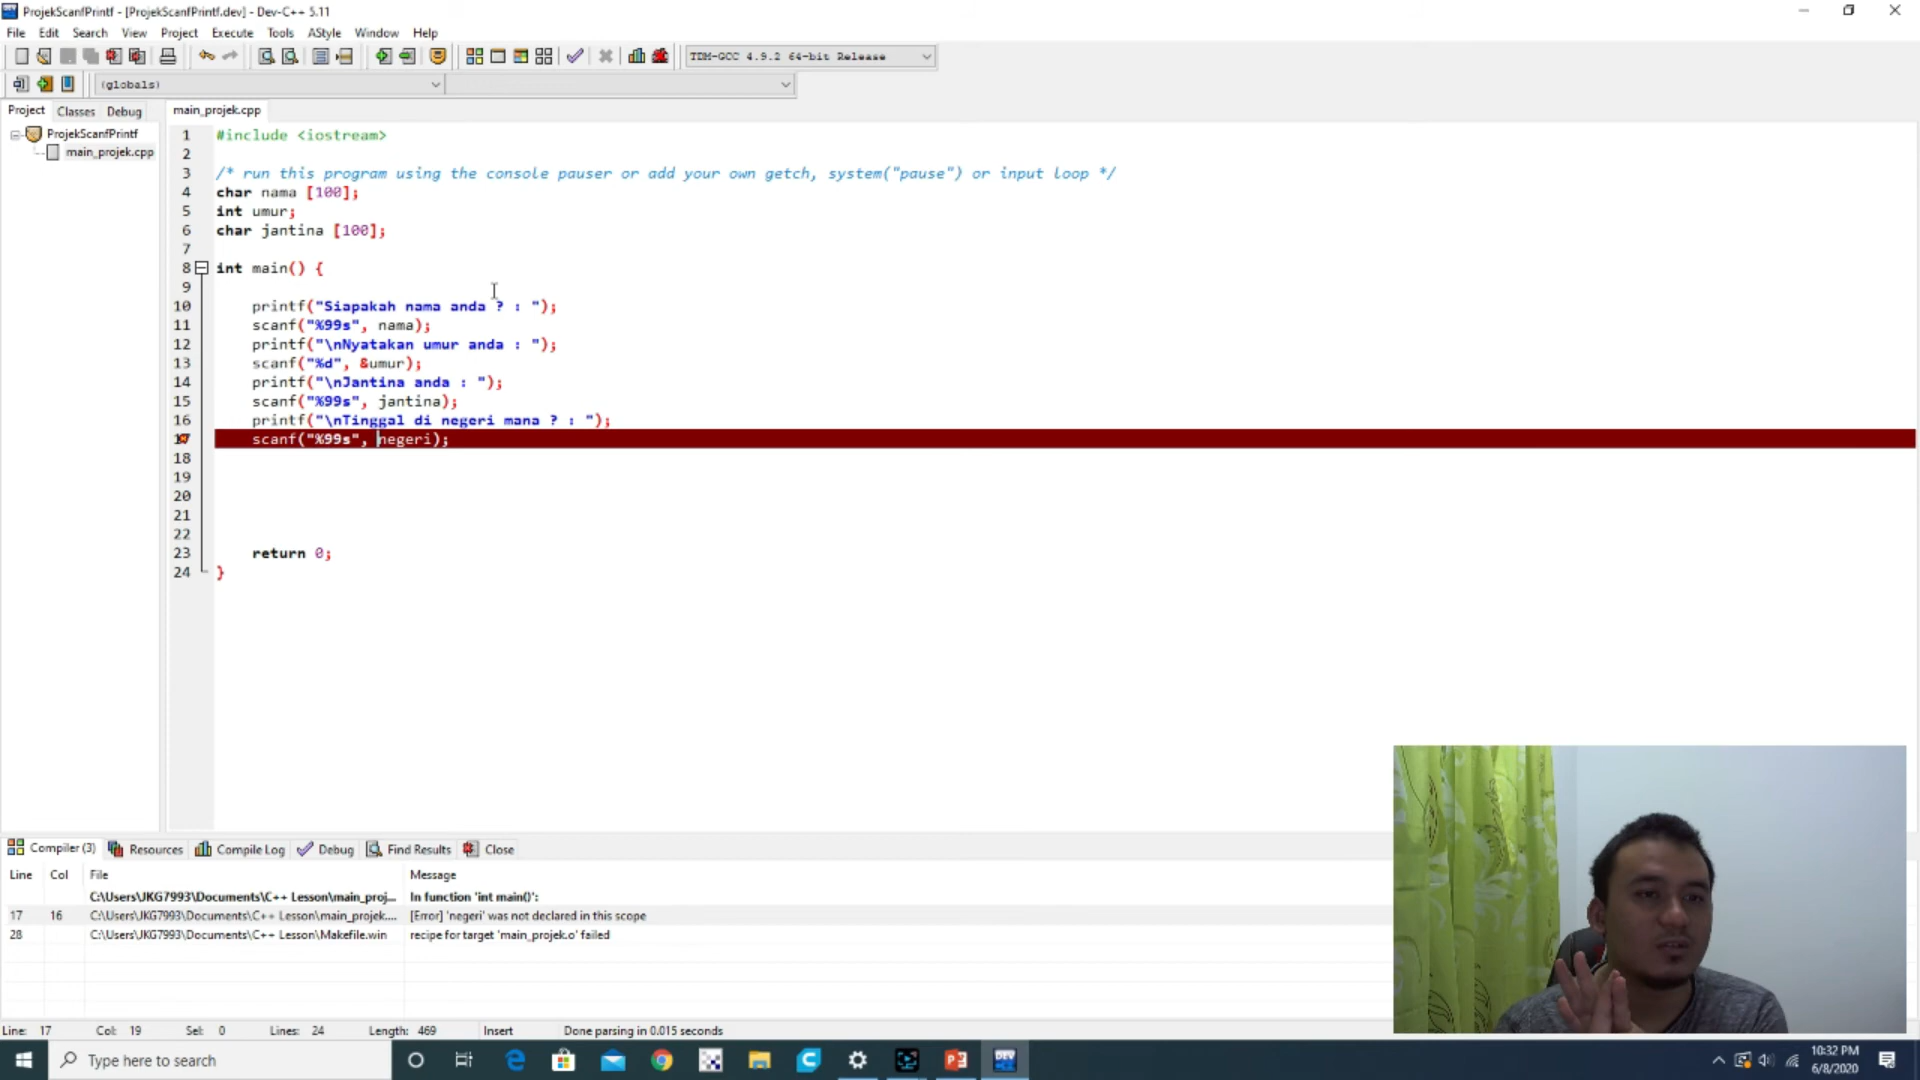 ProjekScanfPrintf - [ProjekScanfPrintf.dev] - Dev-C++ 5.11
File Edit Search View Project Execute Tools AStyle Window Help
TDM-GCC 4.9.2 64-bit Release
(globals)
Project Classes Debug
main_projek.cpp
ProjekScanfPrintf
main_projek.cpp
1 #include <iostream>
2
3 /* run this program using the console pauser or add your own getch, system("pause") or input loop */
4 char nama [100];
5 int umur;
6 char jantina [100];
7
8 int main() {
9
10 printf("Siapakah nama anda ? : ");
11 scanf("%99s", nama);
12 printf("\nNyatakan umur anda : ");
13 scanf("%d", &umur);
14 printf("\nJantina anda : ");
15 scanf("%99s", jantina);
16 printf("\nTinggal di negeri mana ? : ");
scanf("%99s", negeri);
18
19
20
21
22
23 return 0;
24 }
Compiler (3) Resources Compile Log Debug Find Results Close
Line Col File Message
C:\Users\JKG7993\Documents\C++ Lesson\main_proj... In function 'int main()':
17 16 C:\Users\JKG7993\Documents\C++ Lesson\main_projek.... [Error] 'negeri' was not declared in this scope
28 C:\Users\JKG7993\Documents\C++ Lesson\Makefile.win recipe for target 'main_projek.o' failed
Line: 17 Col: 19 Sel: 0 Lines: 24 Length: 469 Insert Done parsing in 0.015 seconds
Type here to search
DEV
10:32 PM
6/8/2020